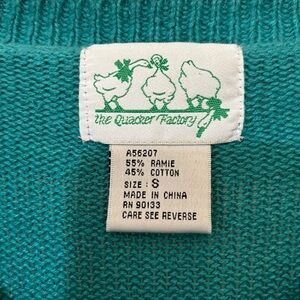 the Quacker Factory
A56207
55% RAMIE
45% COTTON
SIZE: S
MADE IN CHINA
RN 90133
CARE SEE REVERSE